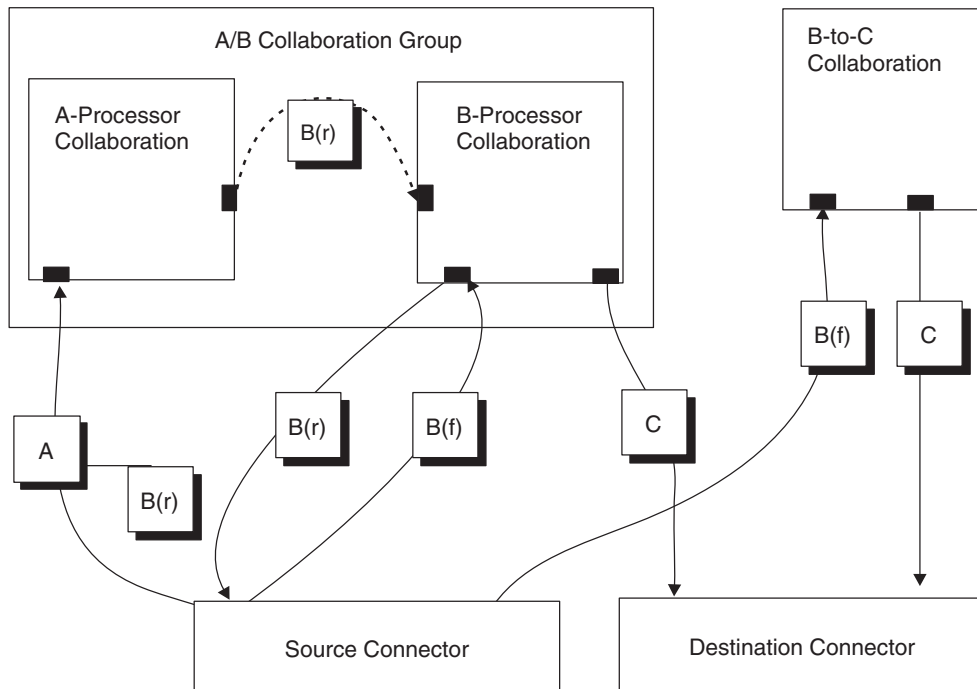 A/B Collaboration Group
B-to-C
Collaboration
A-Processor
Collaboration
B(r)
B-Processor
Collaboration
B(f)
C
B(r)
B(f)
C
A
B(r)
Source Connector
Destination Connector